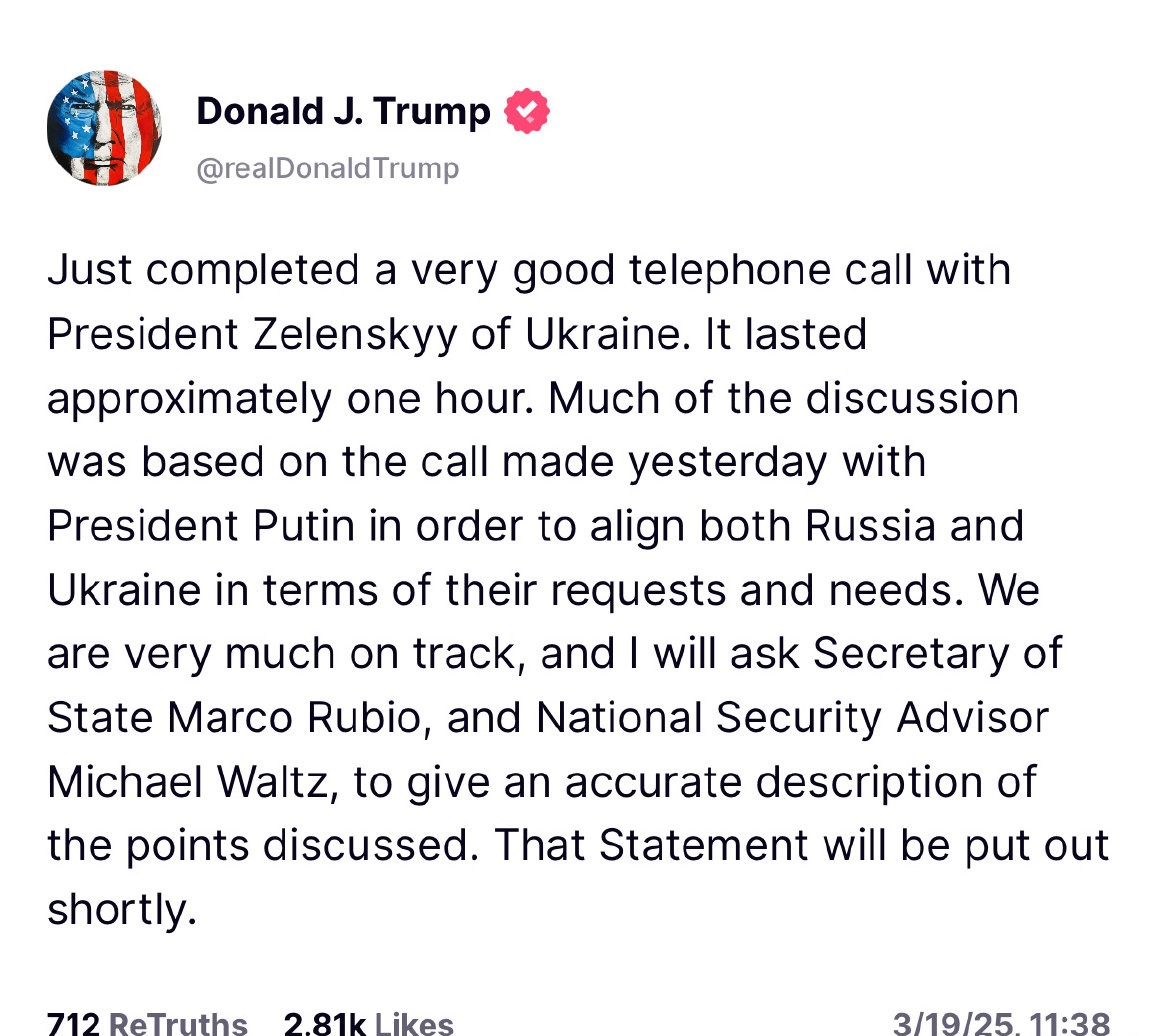 Donald J. Trump
@realDonaldTrump
Just completed a very good telephone call with
President Zelenskyy of Ukraine. It lasted
approximately one hour. Much of the discussion
was based on the call made yesterday with
President Putin in order to align both Russia and
Ukraine in terms of their requests and needs. We
are very much on track, and I will ask Secretary of
State Marco Rubio, and National Security Advisor
Michael Waltz, to give an accurate description of
the points discussed. That Statement will be put out
shortly.
712 ReTruths 2.81k Likes 3/19/25, 11:38